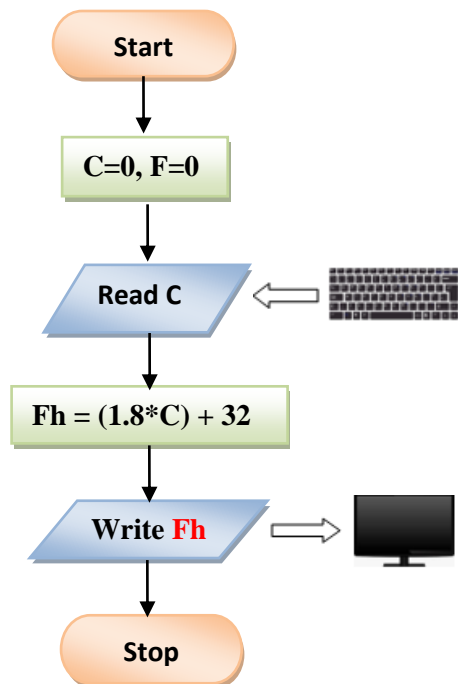 Start
C=0, F=0
Read C
Fh = (1.8*C) + 32
Write Fh
Stop